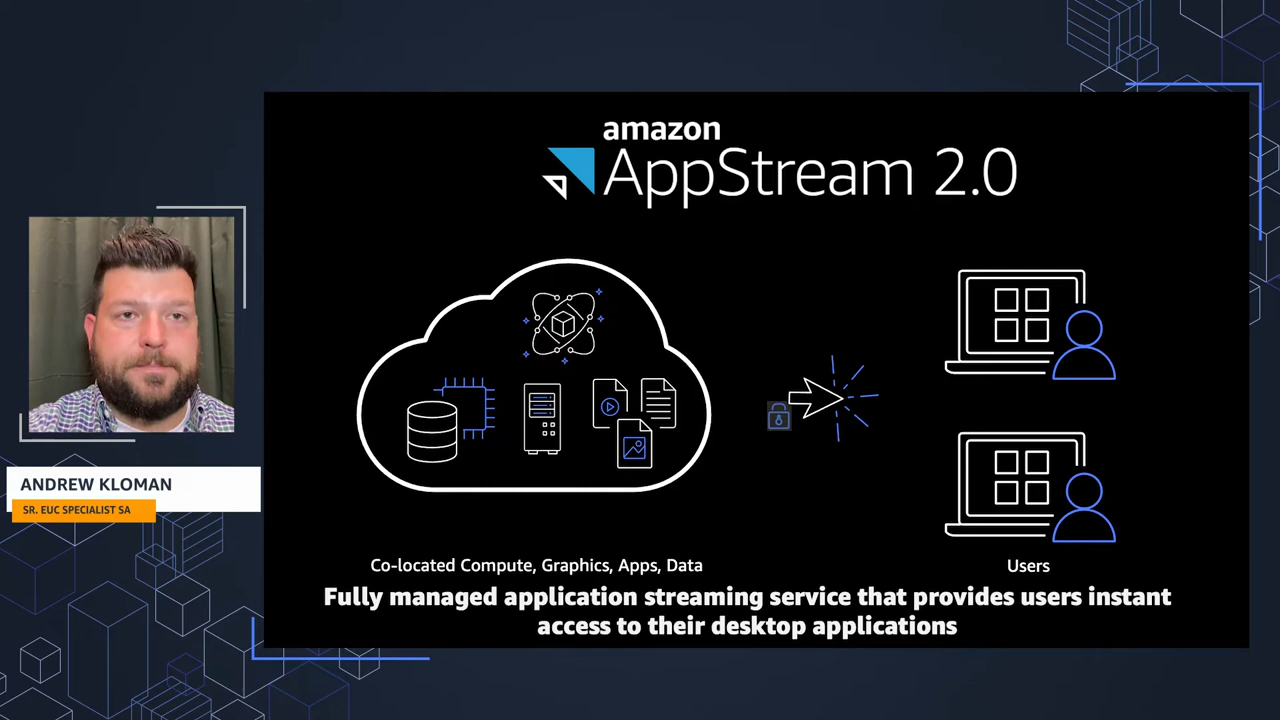 amazon
AppStream 2.0
ANDREW KLOMAN
SR. EUC SPECIALIST SA
Co-located Compute, Graphics, Apps, Data
Users
Fully managed application streaming service that provides users instant
access to their desktop applications